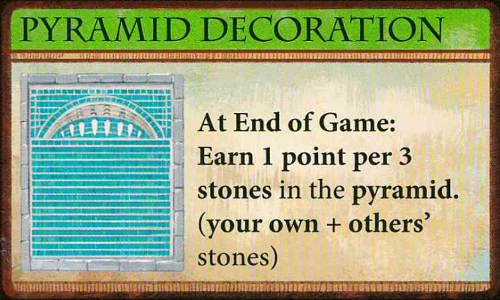 PYRAMID DECORATION
At End of Game:
Earn 1 point per 3
stones in the pyramid.
(your own + others’
stones)